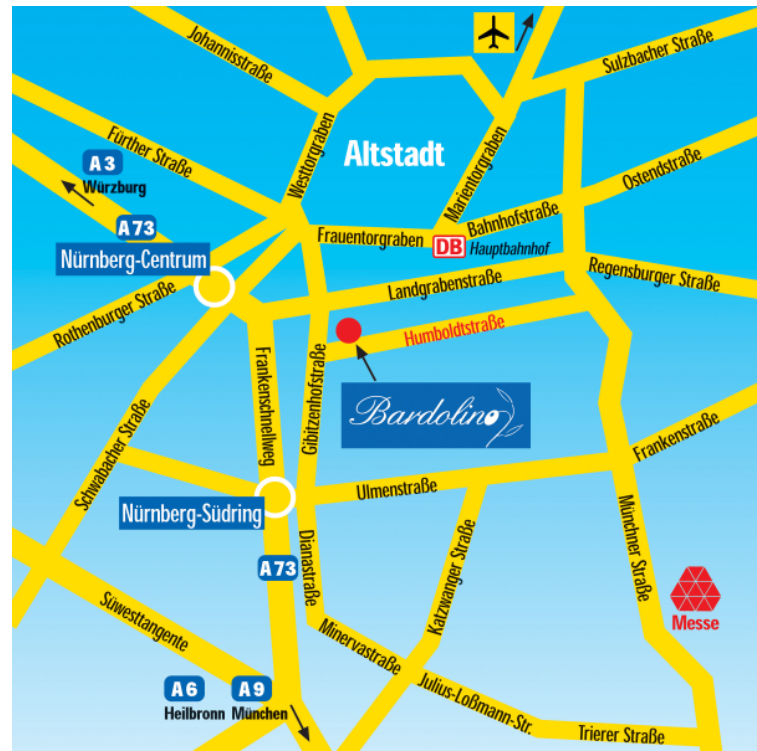 Johannisstraße
Sulzbacher Straße
Fürther Straße
Westtorgraben
Altstadt
Marientorgraben
Ostendstraße
A3
Würzburg
A73
Frauentorgraben
Bahnhofstraße
DB Hauptbahnhof
Nürnberg-Centrum
Landgrabenstraße
Regensburger Straße
Rothenburger Straße
Humboldtstraße
Frankenschnellweg
Gibitzenhofstraße
Bardolino
Schwabacher Straße
Frankenstraße
Ulmenstraße
Nürnberg-Südring
Münchner Straße
A73
Dianastraße
Katzwanger Straße
Messe
Süwesttangente
Minervastraße
Julius-Loßmann-Str.
A6 A9
Heilbronn München
Trierer Straße